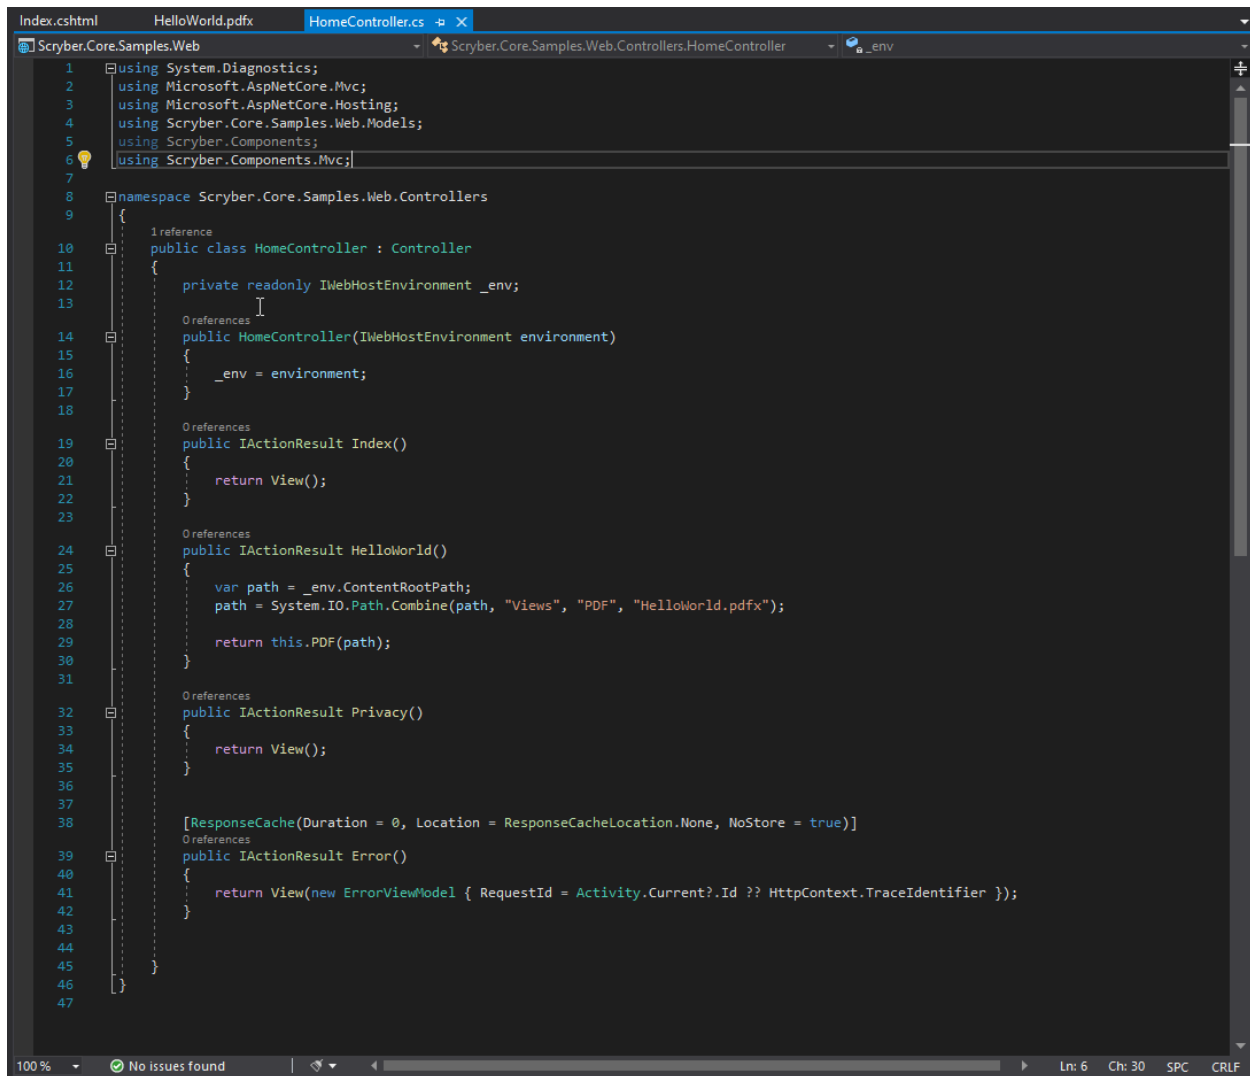 Index.cshtml HelloWorld.pdfx HomeController.cs
Scryber.Core.Samples.Web Scryber.Core.Samples.Web.Controllers.HomeController _env
1 using System.Diagnostics;
2 using Microsoft.AspNetCore.Mvc;
3 using Microsoft.AspNetCore.Hosting;
4 using Scryber.Core.Samples.Web.Models;
5 using Scryber.Components;
6 using Scryber.Components.Mvc;
7
8 namespace Scryber.Core.Samples.Web.Controllers
9 {
1 reference
10 public class HomeController : Controller
11 {
12 private readonly IWebHostEnvironment _env;
13
0 references
14 public HomeController(IWebHostEnvironment environment)
15 {
16 _env = environment;
17 }
18
0 references
19 public IActionResult Index()
20 {
21 return View();
22 }
23
0 references
24 public IActionResult HelloWorld()
25 {
26 var path = _env.ContentRootPath;
27 path = System.IO.Path.Combine(path, "Views", "PDF", "HelloWorld.pdfx");
28
29 return this.PDF(path);
30 }
31
0 references
32 public IActionResult Privacy()
33 {
34 return View();
35 }
36
37
38 [ResponseCache(Duration = 0, Location = ResponseCacheLocation.None, NoStore = true)]
0 references
39 public IActionResult Error()
40 {
41 return View(new ErrorViewModel { RequestId = Activity.Current?.Id ?? HttpContext.TraceIdentifier });
42 }
43
44
45 }
46 }
47
100 % No issues found Ln: 6 Ch: 30 SPC CRLF